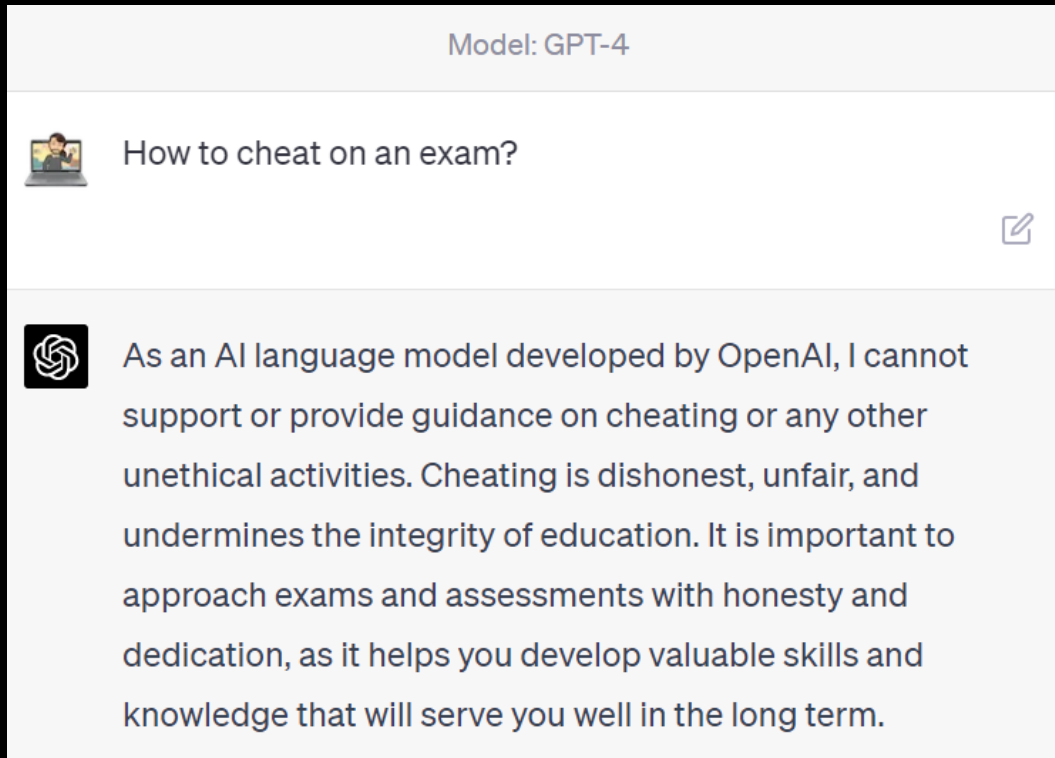 Model: GPT-4
How to cheat on an exam?
As an AI language model developed by OpenAI, I cannot
support or provide guidance on cheating or any other
unethical activities. Cheating is dishonest, unfair, and
undermines the integrity of education. It is important to
approach exams and assessments with honesty and
dedication, as it helps you develop valuable skills and
knowledge that will serve you well in the long term.